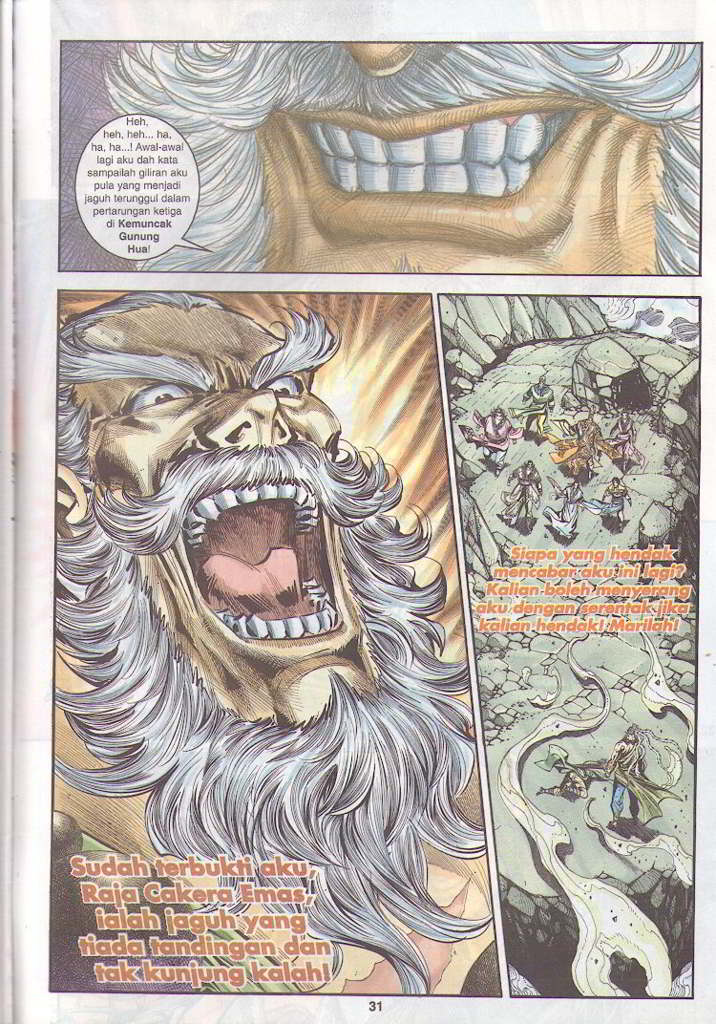 Heh,
heh, heh... ha,
ha, ha...! Awal-awal
lagi aku dah kata
sampailah giliran aku
pula yang menjadi
jaguh terunggul dalam
pertarungan ketiga
di Kemuncak
Gunung
Hua!
Sudah terbukti aku,
Raja Cakera Emas,
ialah jaguh yang
tiada tandingan dan
tak kunjung kalah!
Siapa yang hendak
mencabar aku ini lagi?
Kalian boleh menyerang
aku dengan serentak jika
kalian hendak! Marilah!
31